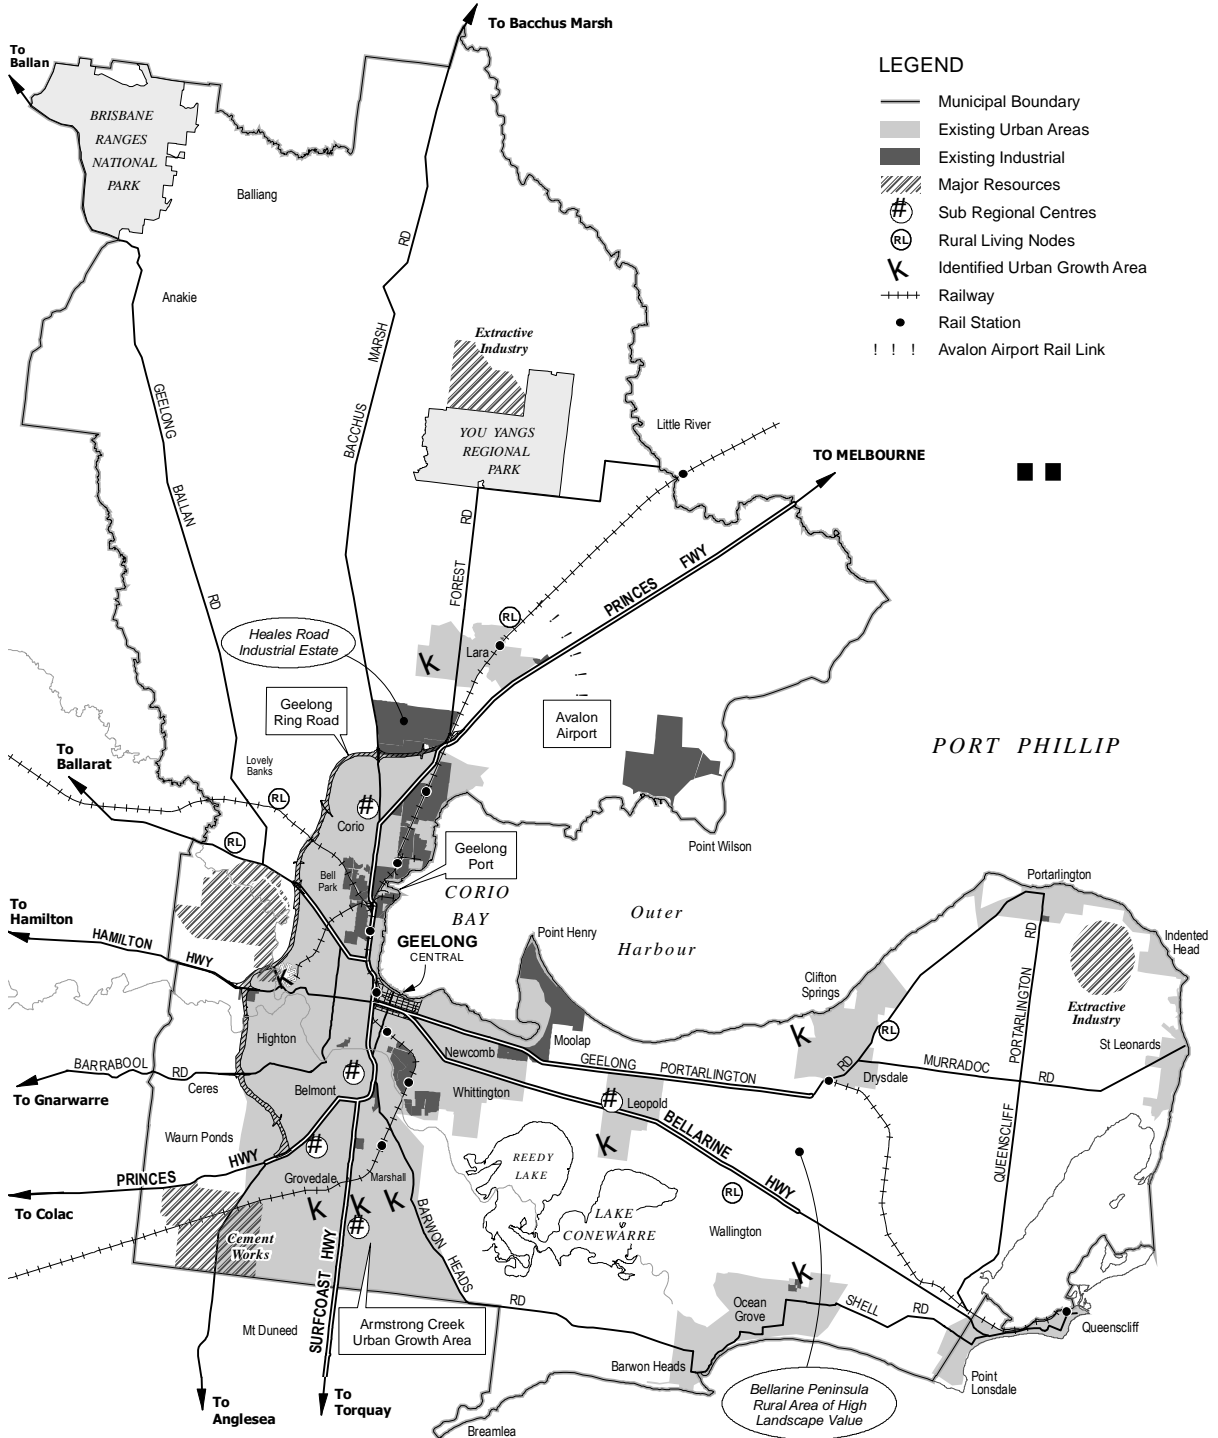 To Bacchus Marsh
To
Ballan
BRISBANE
RANGES
NATIONAL
PARK
Balliang
Anakie
LEGEND
Municipal Boundary
Existing Urban Areas
Existing Industrial
Major Resources
# Sub Regional Centres
RL Rural Living Nodes
k Identified Urban Growth Area
Railway
Rail Station
! ! ! Avalon Airport Rail Link
BACCHUS MARSH RD
GEELONG BALLAN RD
Extractive
Industry
YOU YANGS
REGIONAL
PARK
Little River
TO MELBOURNE
FOREST RD
PRINCES FWY
Heales Road
Industrial Estate
RL
k
Lara
Geelong
Ring Road
Avalon
Airport
PORT PHILLIP
To
Ballarat
Lovely
Banks
RL
RL
#
Corio
Bell
Park
Geelong
Port
Point Wilson
CORIO
BAY
Outer
Harbour
To
Hamilton
HAMILTON HWY
GEELONG
CENTRAL
Point Henry
Portarlington
Indented
Head
Clifton
Springs
Extractive
Industry
St Leonards
k
k
RL
Highton
Newcomb
Moolap
GEELONG PORTARLINGTON RD
Drysdale
MURRADOC RD
PORTARLINGTON RD
QUEENSCLIFF
BARRABOOL RD
To Gnarwarre
Ceres
Belmont
#
Whittington
#
Leopold
k
BELLARINE HWY
Waurn Ponds
#
PRINCES HWY
To Colac
Grovedale
Marshall
k
k
k
#
REEDY
LAKE
LAKE
CONEWARRE
RL
Wallington
Cement
Works
SURFCOAST HWY
BARWON HEADS RD
k
Ocean
Grove
SHELL RD
Queenscliff
Mt Duneed
Armstrong Creek
Urban Growth Area
Barwon Heads
Point
Lonsdale
Bellarine Peninsula
Rural Area of High
Landscape Value
To
Anglesea
To
Torquay
Breamlea